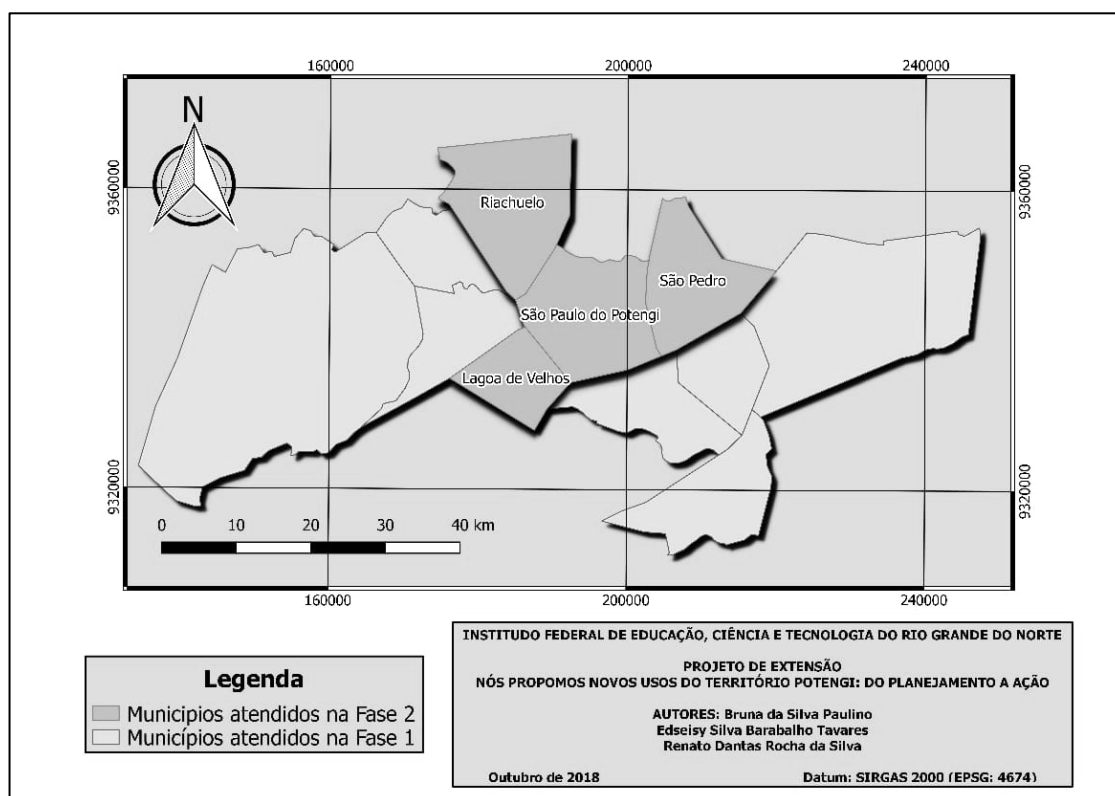 160000 200000 240000
N
9360000 9360000
Riachuelo
São Pedro
São Paulo do Potengi
Lagoa de Velhos
9320000 9320000
0 10 20 30 40 km
160000 200000 240000
Legenda
Municipios atendidos na Fase 2
Municípios atendidos na Fase 1
INSTITUDO FEDERAL DE EDUCAÇÃO, CIÊNCIA E TECNOLOGIA DO RIO GRANDE DO NORTE
PROJETO DE EXTENSÃO
NÓS PROPOMOS NOVOS USOS DO TERRITÓRIO POTENGI: DO PLANEJAMENTO A AÇÃO
AUTORES: Bruna da Silva Paulino
Edseisy Silva Barabalho Tavares
Renato Dantas Rocha da Silva
Outubro de 2018 Datum: SIRGAS 2000 (EPSG: 4674)